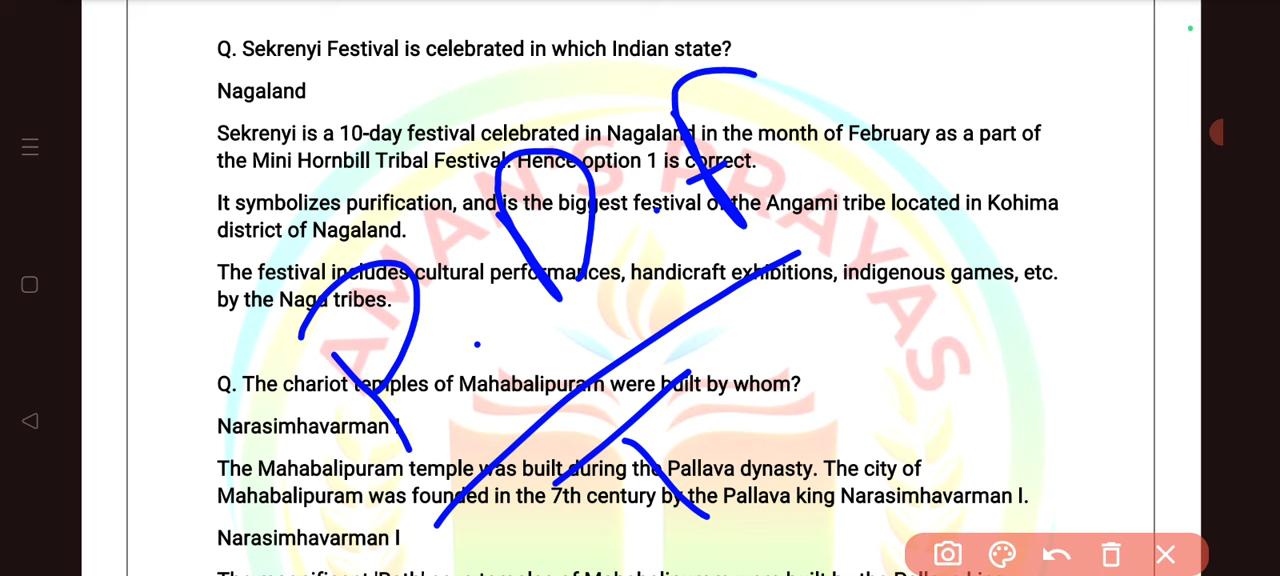 Q. Sekrenyi Festival is celebrated in which Indian state?
Nagaland
Sekrenyi is a 10-day festival celebrated in Nagaland in the month of February as a part of
the Mini Hornbill Tribal Festival. Hence option 1 is correct.
It symbolizes purification, and is the biggest festival of the Angami tribe located in Kohima
district of Nagaland.
The festival includes cultural performances, handicraft exhibitions, indigenous games, etc.
by the Naga tribes.
Q. The chariot temples of Mahabalipuram were built by whom?
Narasimhavarman I
The Mahabalipuram temple was built during the Pallava dynasty. The city of
Mahabalipuram was founded in the 7th century by the Pallava king Narasimhavarman I.
Narasimhavarman I
AMAN'S PRAYAS
P.D.F